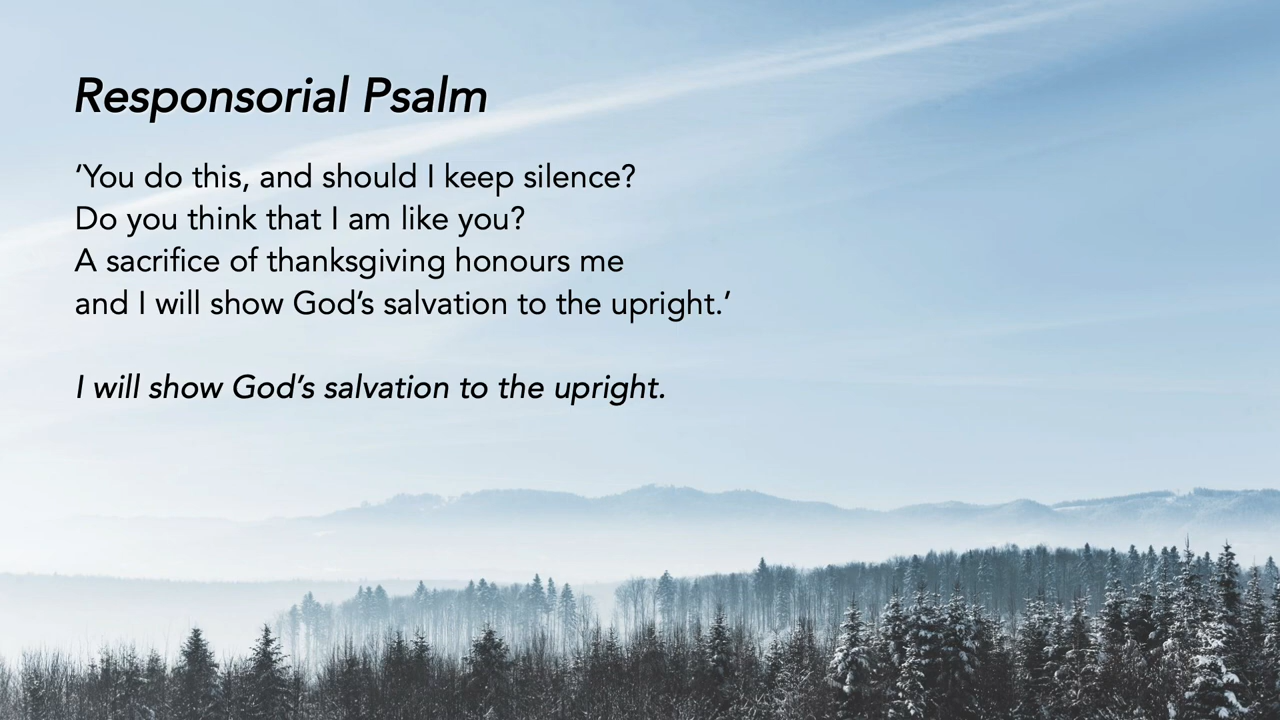 Responsorial Psalm
‘You do this, and should I keep silence?
Do you think that I am like you?
A sacrifice of thanksgiving honours me
and I will show God’s salvation to the upright.’
I will show God’s salvation to the upright.